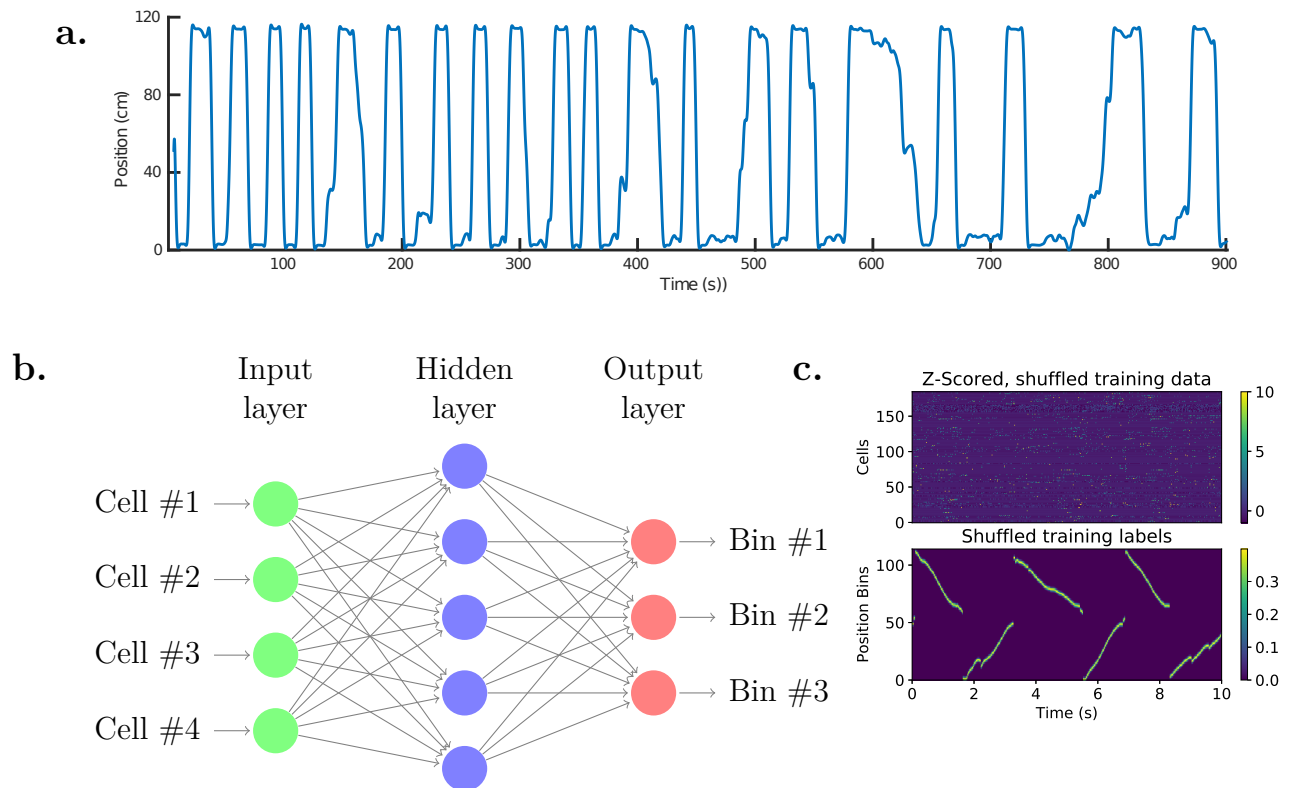 a.
120
80
40
0
Position (cm)
100 200 300 400 500 600 700 800 900
Time (s))
b.
Input layer
Hidden layer
Output layer
Cell #1
Cell #2
Cell #3
Cell #4
Bin #1
Bin #2
Bin #3
c.
Z-Scored, shuffled training data
150
100
50
0
Cells
10
5
0
Shuffled training labels
100
50
0
Position Bins
0.3
0.2
0.1
0.0
0 2 4 6 8 10
Time (s)